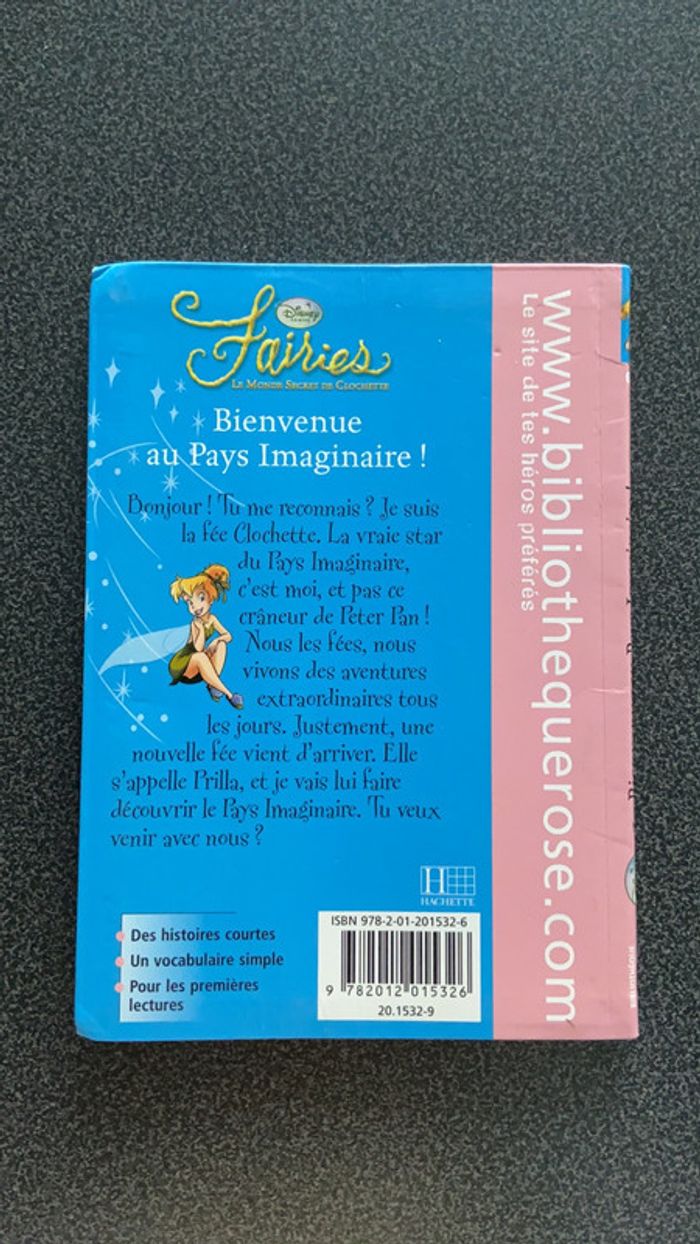 Disney
Fairies
LE MONDE SECRET DE CLOCHETTE
Bienvenue
au Pays Imaginaire !
Bonjour ! Tu me reconnais ? Je suis
la fée Clochette. La vraie star
du Pays Imaginaire,
c'est moi, et pas ce
crâneur de Peter Pan !
Nous les fées, nous
vivons des aventures
extraordinaires tous
les jours. Justement, une
nouvelle fée vient d'arriver. Elle
s'appelle Prilla, et je vais lui faire
découvrir le Pays Imaginaire. Tu veux
venir avec nous ?
H
HACHETTE
Des histoires courtes
Un vocabulaire simple
Pour les premières
lectures
ISBN 978-2-01-201532-6
9 782012 015326
20.1532-9
www.bibliothequerose.com
Le site de tes héros préférés